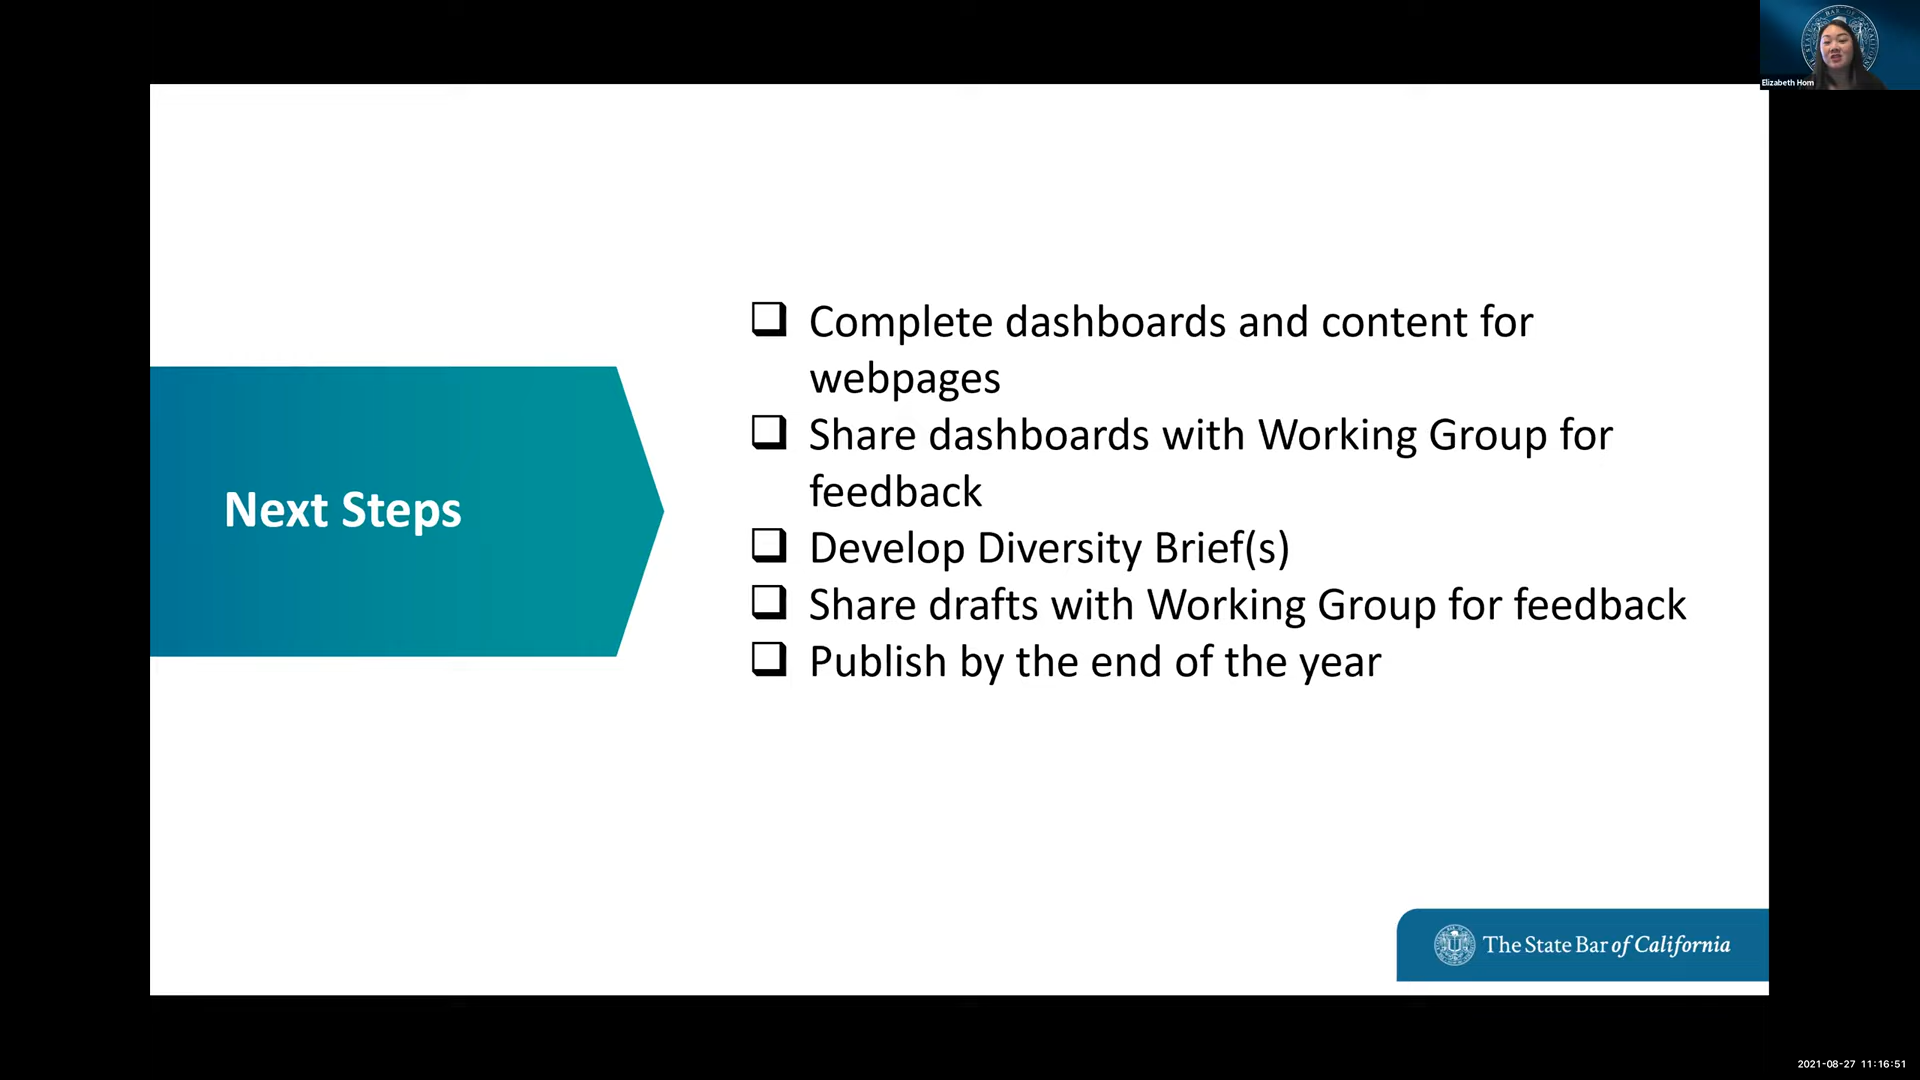 Elizabeth Hom
Complete dashboards and content for
webpages
Share dashboards with Working Group for
feedback
Next Steps
Develop Diversity Brief(s)
Share drafts with Working Group for feedback
Publish by the end of the year
The State Bar of California
2021-08-27 11:16:51